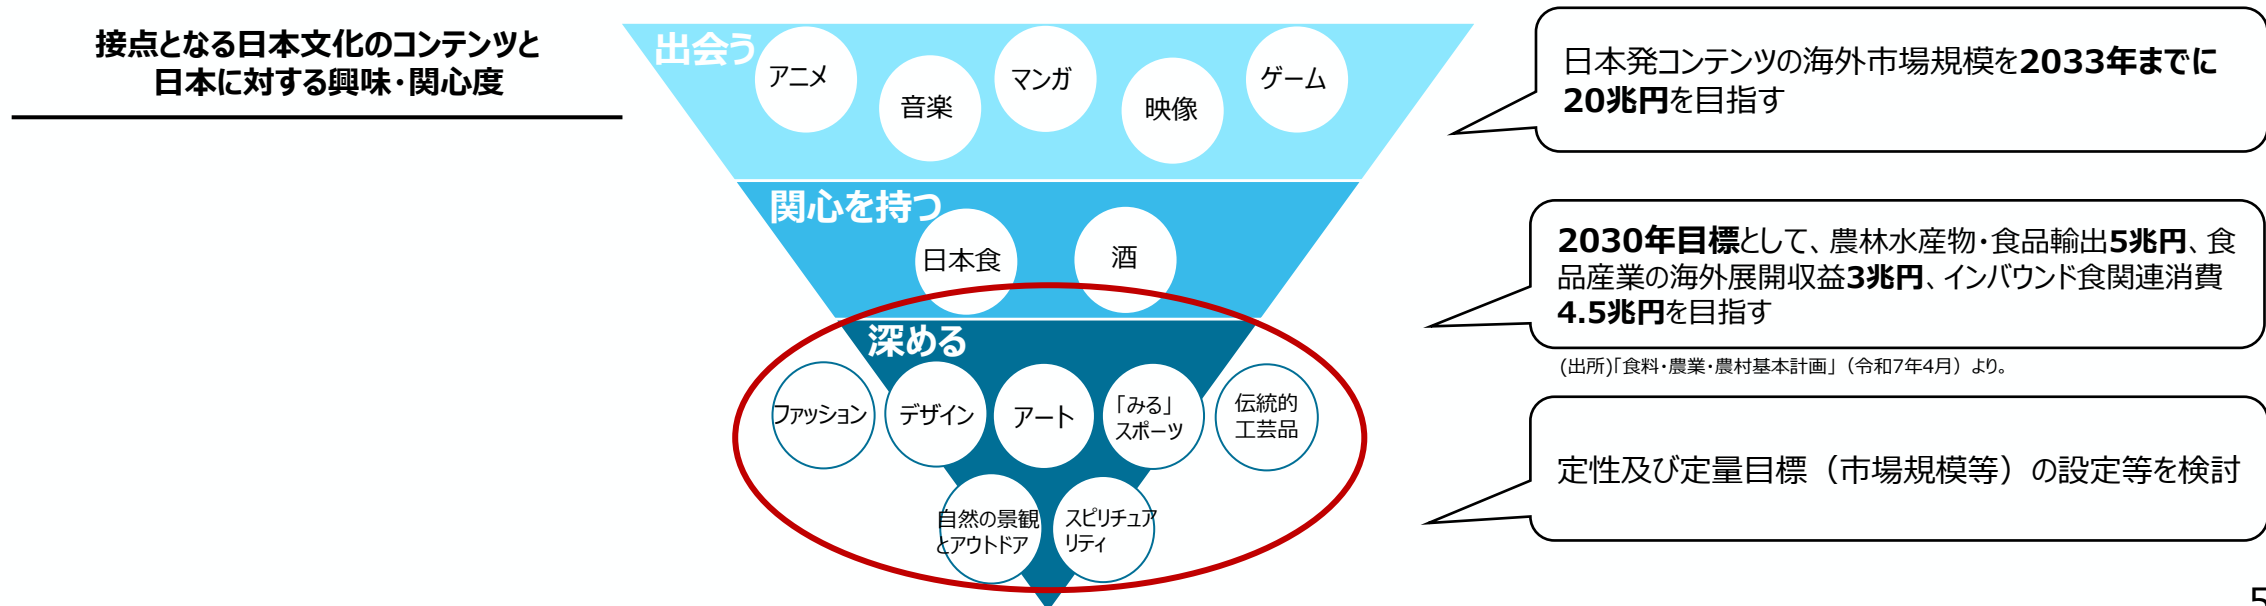 接点となる日本文化のコンテンツと
日本に対する興味・関心度
出会う
アニメ
音楽
マンガ
映像
ゲーム
日本発コンテンツの海外市場規模を2033年までに
20兆円を目指す
関心を持つ
日本食
酒
2030年目標として、農林水産物・食品輸出5兆円、食
品産業の海外展開収益3兆円、インバウンド食関連消費
4.5兆円を目指す
(出所)「食料・農業・農村基本計画」（令和7年4月）より。
深める
ファッション
デザイン
アート
「みる」
スポーツ
伝統的
工芸品
自然の景観
とアウトドア
スピリチュア
リティ
定性及び定量目標（市場規模等）の設定等を検討
5